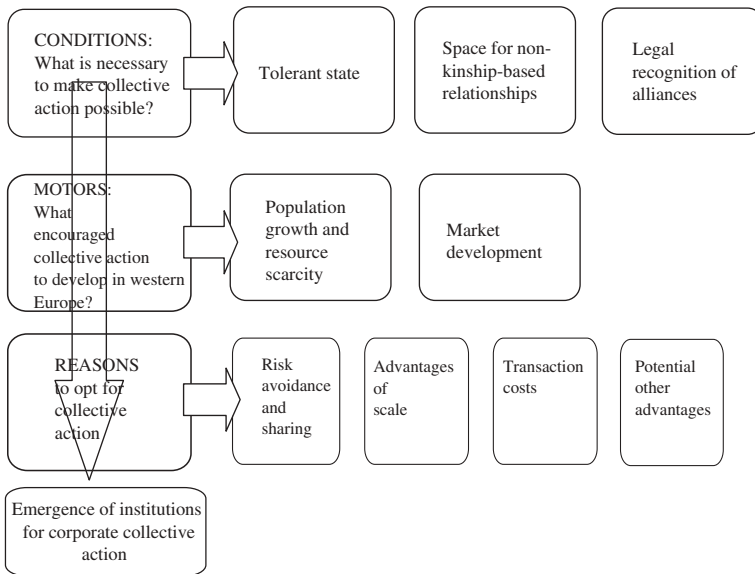 CONDITIONS:
What is necessary
to make collective
action possible?
Tolerant state
Space for non-
kinship-based
relationships
Legal
recognition of
alliances
MOTORS:
What
encouraged
collective action
to develop in western
Europe?
Population
growth and
resource
scarcity
Market
development
REASONS
to opt for
collective
action
Risk
avoidance
and
sharing
Advantages
of
scale
Transaction
costs
Potential
other
advantages
Emergence of institutions
for corporate collective
action